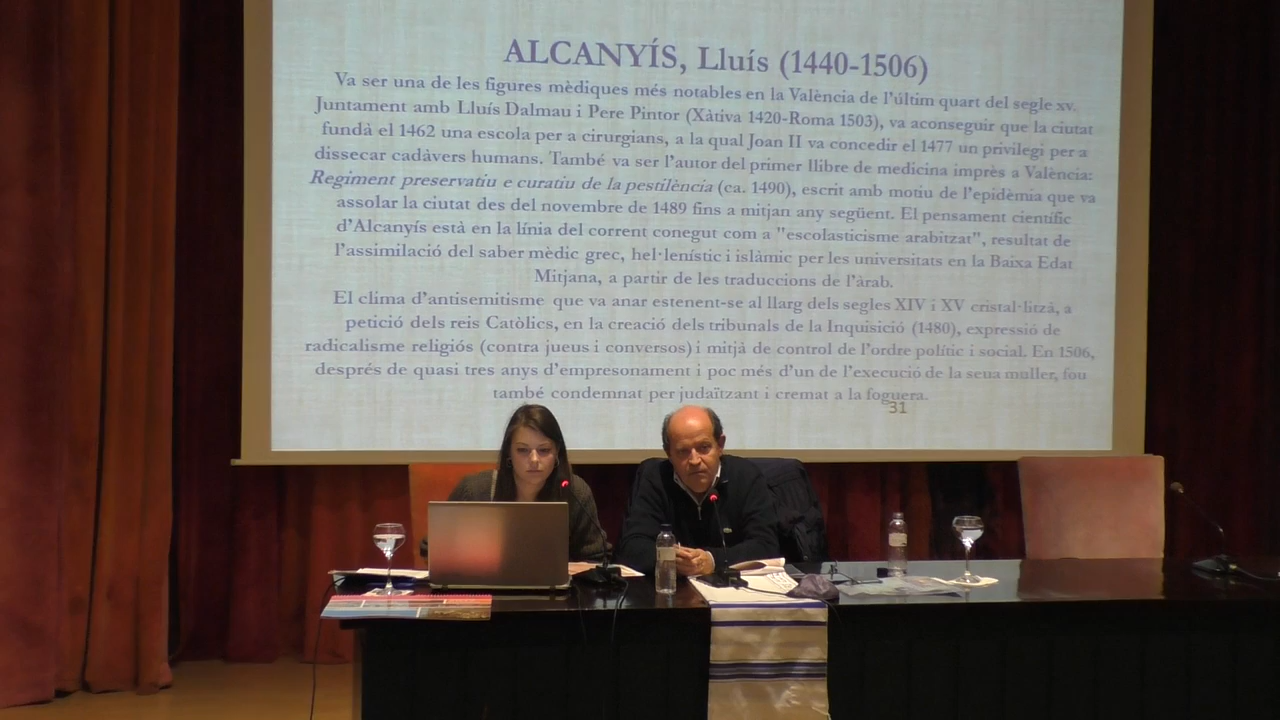 ALCANYÍS, Lluís (1440-1506)
Va ser una de les figures mèdiques més notables en la València de l'últim quart del segle xv.
Juntament amb Lluís Dalmau i Pere Pintor (Xàtiva 1420-Roma 1503), va aconseguir que la ciutat
fundà el 1462 una escola per a cirurgians, a la qual Joan II va concedir el 1477 un privilegi per a
dissecar cadàvers humans. També va ser l'autor del primer llibre de medicina imprès a València:
Regiment preservatiu e curatiu de la pestilència (ca. 1490), escrit amb motiu de l'epidèmia que va
assolar la ciutat des del novembre de 1489 fins a mitjan any següent. El pensament científic
d'Alcanyís està en la línia del corrent conegut com a "escolasticisme arabitzat", resultat de
l'assimilació del saber mèdic grec, hel·lenístic i islàmic per les universitats en la Baixa Edat
Mitjana, a partir de les traduccions de l'àrab.
El clima d'antisemitisme que va anar estenent-se al llarg dels segles XIV i XV cristal·litzà, a
petició dels reis Catòlics, en la creació dels tribunals de la Inquisició (1480), expressió de
radicalisme religiós (contra jueus i conversos) i mitjà de control de l'ordre polític i social. En 1506,
després de quasi tres anys d'empresonament i poc més d'un de l'execució de la seua muller, fou
també condemnat per judaïtzant i cremat a la foguera.
31